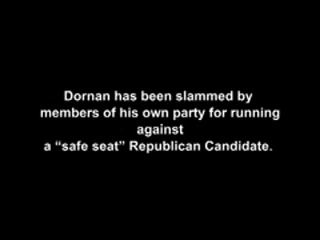 Dornan has been slammed by
members of his own party for running
against
a “safe seat” Republican Candidate.